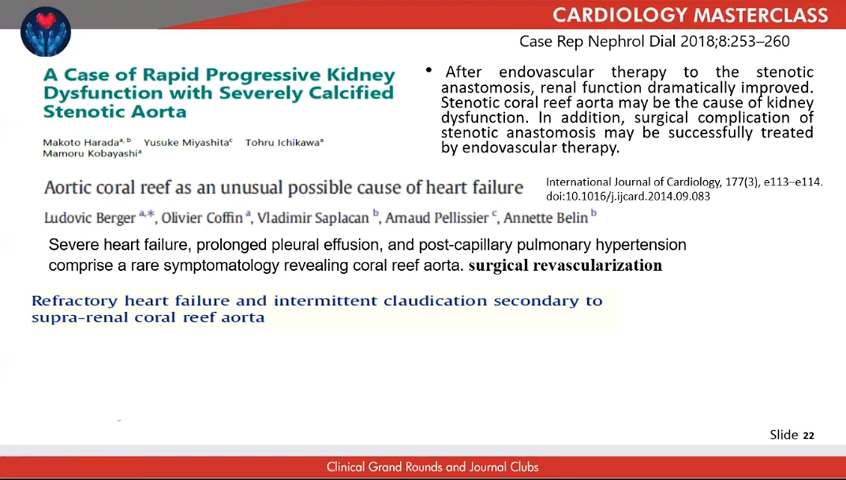 CARDIOLOGY MASTERCLASS
Case Rep Nephrol Dial 2018;8:253–260
A Case of Rapid Progressive Kidney
Dysfunction with Severely Calcified
Stenotic Aorta
Makoto Harada a, b Yusuke Miyashita c Tohru Ichikawa a
Mamoru Kobayashi a
• After endovascular therapy to the stenotic
anastomosis, renal function dramatically improved.
Stenotic coral reef aorta may be the cause of kidney
dysfunction. In addition, surgical complication of
stenotic anastomosis may be successfully treated
by endovascular therapy.
Aortic coral reef as an unusual possible cause of heart failure
Ludovic Berger a,*, Olivier Coffin a, Vladimir Saplacan b, Arnaud Pellissier c, Annette Belin b
International Journal of Cardiology, 177(3), e113–e114.
doi:10.1016/j.ijcard.2014.09.083
Severe heart failure, prolonged pleural effusion, and post-capillary pulmonary hypertension
comprise a rare symptomatology revealing coral reef aorta. surgical revascularization
Refractory heart failure and intermittent claudication secondary to
supra-renal coral reef aorta
Slide 22
Clinical Grand Rounds and Journal Clubs